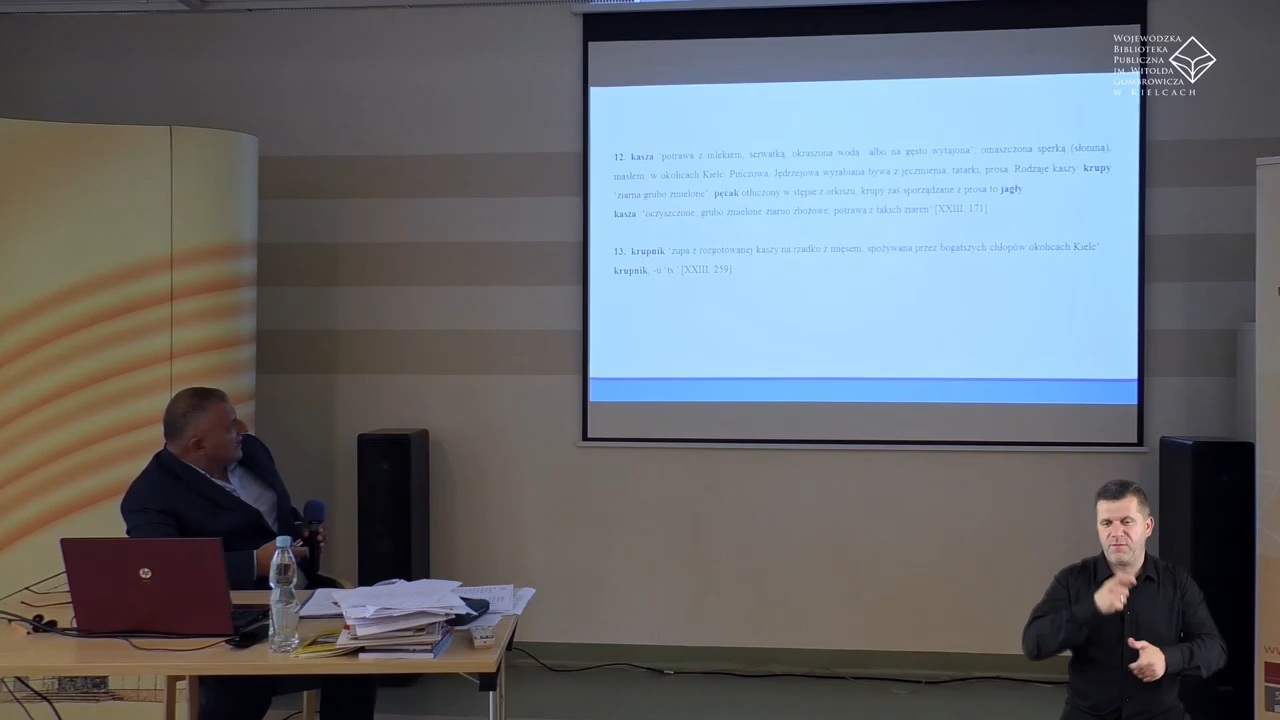 WOJEWÓDZKA
BIBLIOTEKA
PUBLICZNA
IM. WITOLDA
GOMBROWICZA
W KIELCACH
12. kasza ‘potrawa z mlekiem, serwatką, okraszona wodą albo na gęsto wytajona’, omaszczona sperką (słoniną),
masłem, w okolicach Kielc, Pińczowa, Jędrzejowa wyrabiana bywa z jęczmienia, tatarki, prosa. Rodzaje kaszy: krupy
‘ziarna grubo zmielone’, pęcak otłuczony w stępie z orkiszu, krupy zaś sporządzane z prosa to jagły
kasza ‘oczyszczone, grubo zmielone ziarno zbożowe, potrawa z takich ziaren’ [XXIII, 171]
13. krupnik ‘zupa z rozgotowanej kaszy na rzadko z mięsem, spożywana przez bogatszych chłopów okolicach Kielc’
krupnik, -u ‘ts.’ [XXIII, 259]
hp